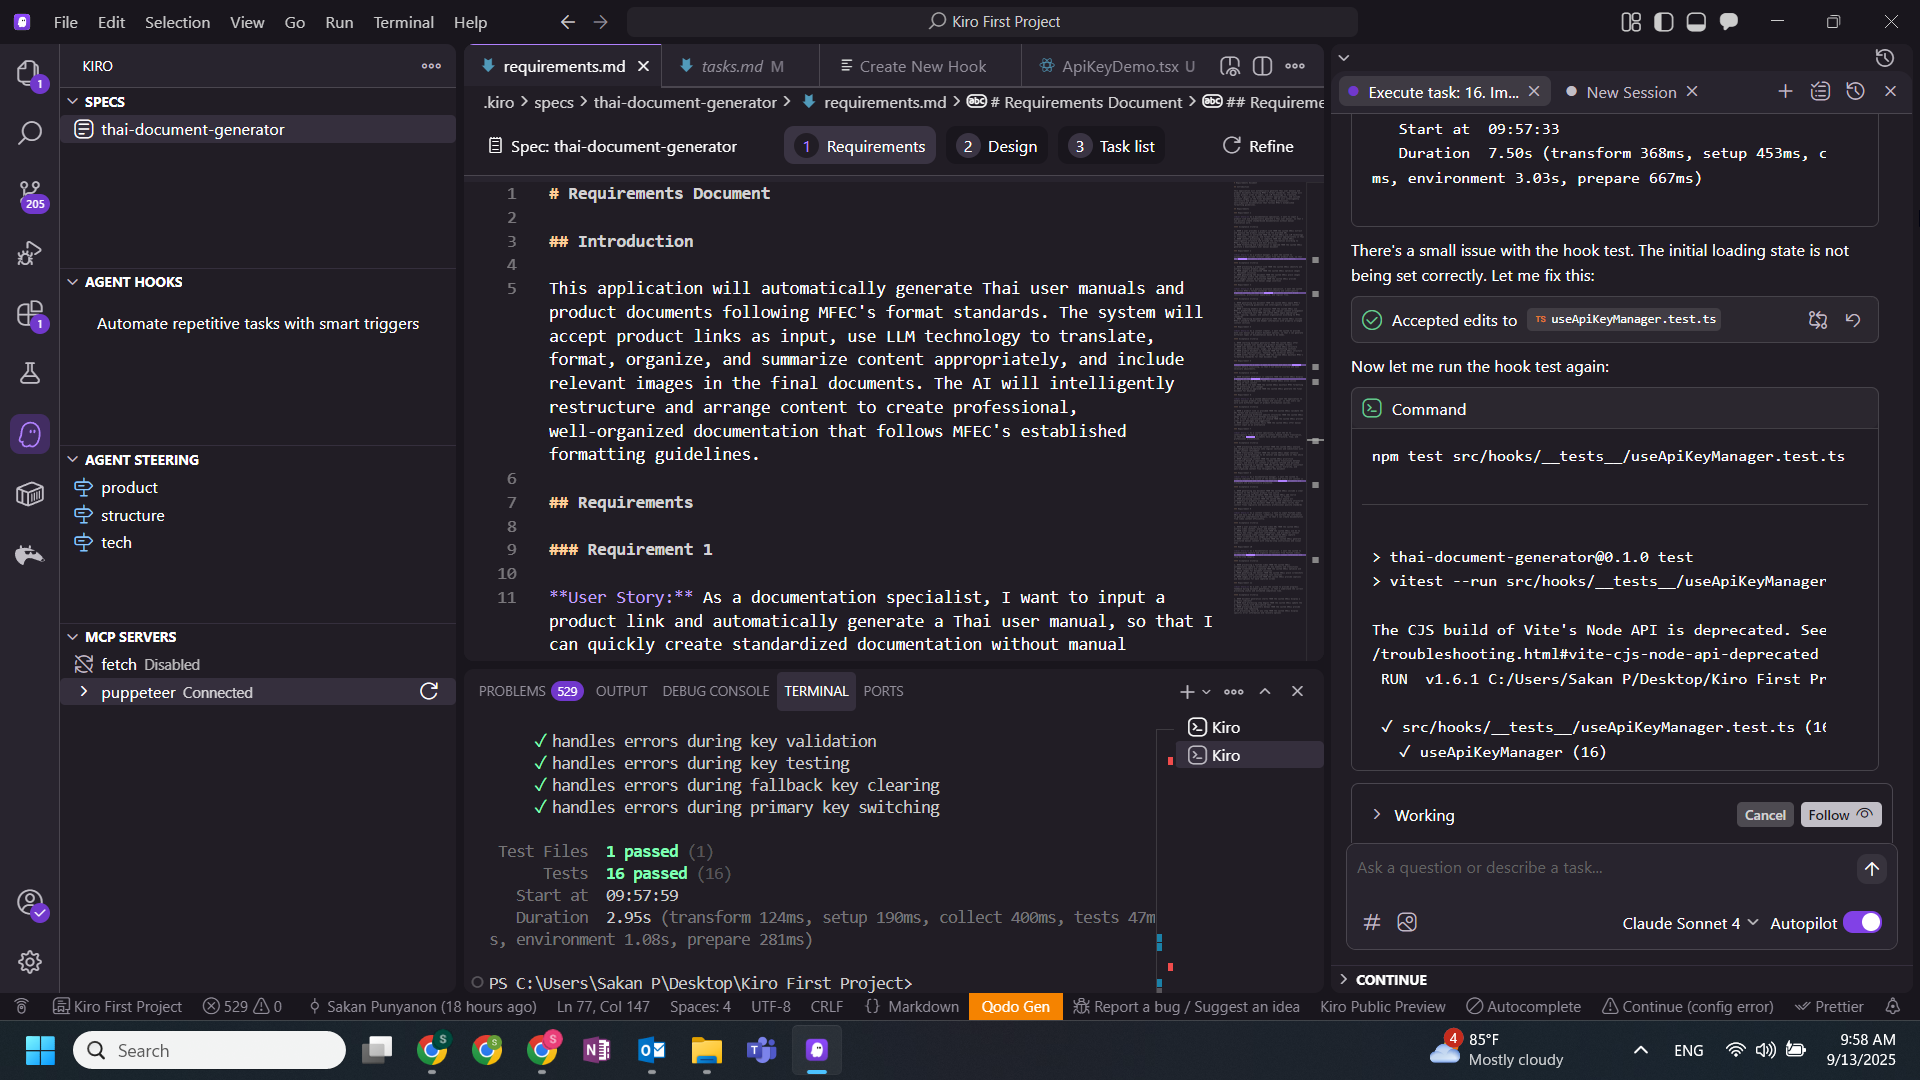 File Edit Selection View Go Run Terminal Help
Kiro First Project
KIRO
SPECS
thai-document-generator
AGENT HOOKS
Automate repetitive tasks with smart triggers
AGENT STEERING
product
structure
tech
MCP SERVERS
fetch Disabled
puppeteer Connected
1
205
1
requirements.md
tasks.md M
Create New Hook
ApiKeyDemo.tsx U
.kiro > specs > thai-document-generator > requirements.md > abc # Requirements Document > abc ## Requireme
Spec: thai-document-generator
1 Requirements
2 Design
3 Task list
Refine
1 # Requirements Document
2
3 ## Introduction
4
5 This application will automatically generate Thai user manuals and
product documents following MFEC's format standards. The system will
accept product links as input, use LLM technology to translate,
format, organize, and summarize content appropriately, and include
relevant images in the final documents. The AI will intelligently
restructure and arrange content to create professional,
well-organized documentation that follows MFEC's established
formatting guidelines.
6
7 ## Requirements
8
9 ### Requirement 1
10
11 **User Story:** As a documentation specialist, I want to input a
product link and automatically generate a Thai user manual, so that I
can quickly create standardized documentation without manual
PROBLEMS 529 OUTPUT DEBUG CONSOLE TERMINAL PORTS
✓ handles errors during key validation
✓ handles errors during key testing
✓ handles errors during fallback key clearing
✓ handles errors during primary key switching
Test Files 1 passed (1)
Tests 16 passed (16)
Start at 09:57:59
Duration 2.95s (transform 124ms, setup 190ms, collect 400ms, tests 47m
s, environment 1.08s, prepare 281ms)
PS C:\Users\Sakan P\Desktop\Kiro First Project>
Kiro
Kiro
Execute task: 16. Im...
New Session
Start at 09:57:33
Duration 7.50s (transform 368ms, setup 453ms, c
ms, environment 3.03s, prepare 667ms)
There's a small issue with the hook test. The initial loading state is not
being set correctly. Let me fix this:
Accepted edits to TS useApiKeyManager.test.ts
Now let me run the hook test again:
Command
npm test src/hooks/__tests__/useApiKeyManager.test.ts
> thai-document-generator@0.1.0 test
> vitest --run src/hooks/__tests__/useApiKeyManager
The CJS build of Vite's Node API is deprecated. See
/troubleshooting.html#vite-cjs-node-api-deprecated
RUN v1.6.1 C:/Users/Sakan P/Desktop/Kiro First Pr
✓ src/hooks/__tests__/useApiKeyManager.test.ts (16
✓ useApiKeyManager (16)
Working
Cancel
Follow
Ask a question or describe a task...
Claude Sonnet 4
Autopilot
CONTINUE
Kiro First Project 529 0 Sakan Punyanon (18 hours ago) Ln 77, Col 147 Spaces: 4 UTF-8 CRLF {} Markdown Qodo Gen Report a bug / Suggest an idea Kiro Public Preview Autocomplete Continue (config error) Prettier
Search
S
S
S
4
85°F
Mostly cloudy
ENG
9:58 AM
9/13/2025